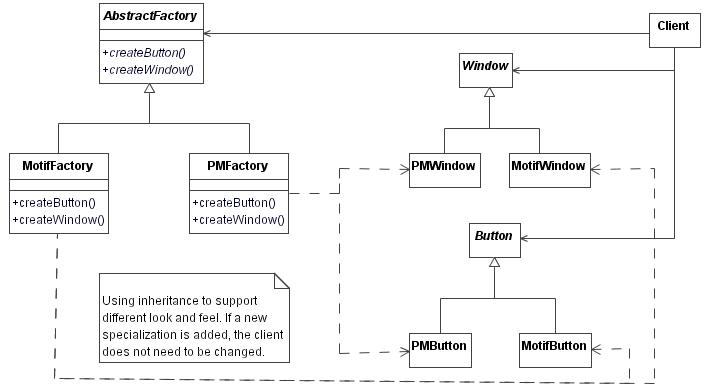 AbstractFactory
+createButton()
+createWindow()
Client
Window
MotifFactory
+createButton()
+createWindow()
PMFactory
+createButton()
+createWindow()
PMWindow
MotifWindow
Button
Using inheritance to support
different look and feel. If a new
specialization is added, the client
does not need to be changed.
PMButton
MotifButton